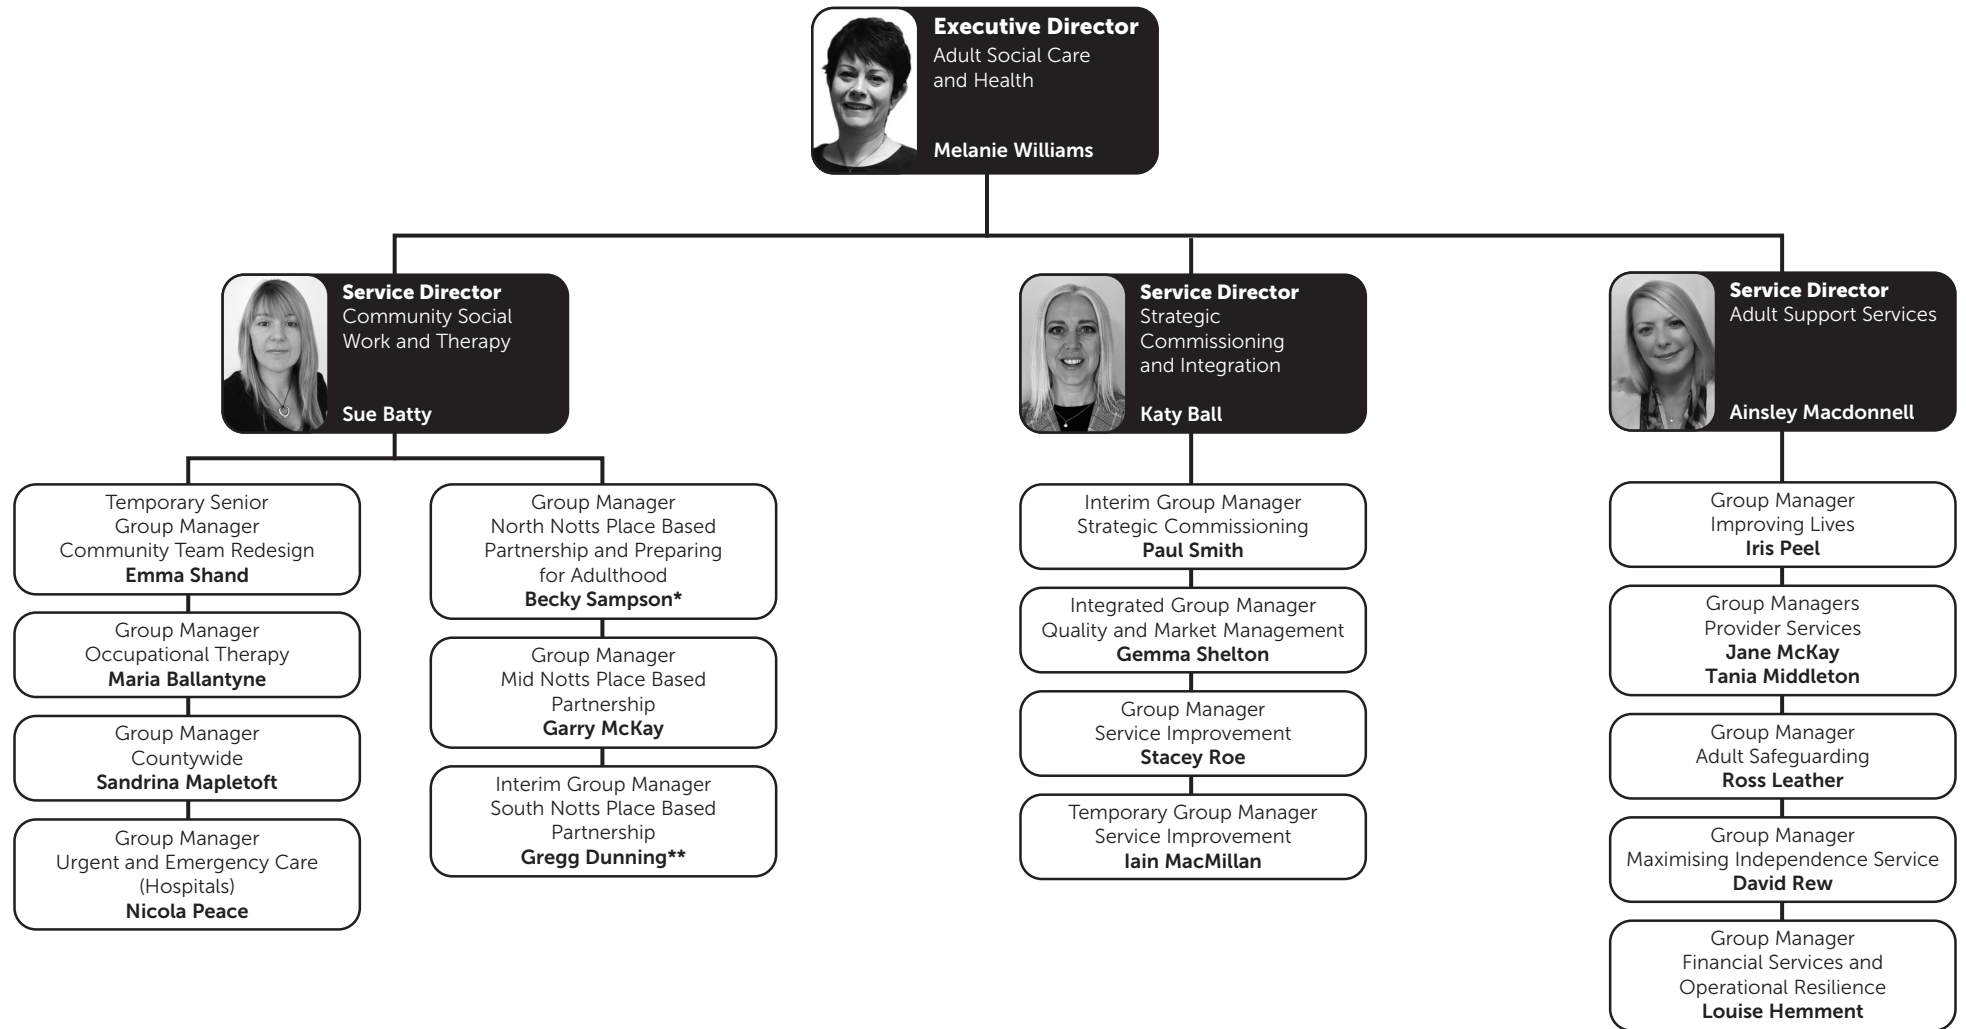 Executive Director
Adult Social Care
and Health
Melanie Williams
Service Director
Community Social
Work and Therapy
Sue Batty
Service Director
Strategic
Commissioning
and Integration
Katy Ball
Service Director
Adult Support Services
Ainsley Macdonnell
Temporary Senior
Group Manager
Community Team Redesign
Emma Shand
Group Manager
Occupational Therapy
Maria Ballantyne
Group Manager
Countywide
Sandrina Mapletoft
Group Manager
Urgent and Emergency Care
(Hospitals)
Nicola Peace
Group Manager
North Notts Place Based
Partnership and Preparing
for Adulthood
Becky Sampson*
Group Manager
Mid Notts Place Based
Partnership
Garry McKay
Interim Group Manager
South Notts Place Based
Partnership
Gregg Dunning**
Interim Group Manager
Strategic Commissioning
Paul Smith
Integrated Group Manager
Quality and Market Management
Gemma Shelton
Group Manager
Service Improvement
Stacey Roe
Temporary Group Manager
Service Improvement
Iain MacMillan
Group Manager
Improving Lives
Iris Peel
Group Managers
Provider Services
Jane McKay
Tania Middleton
Group Manager
Adult Safeguarding
Ross Leather
Group Manager
Maximising Independence Service
David Rew
Group Manager
Financial Services and
Operational Resilience
Louise Hemment